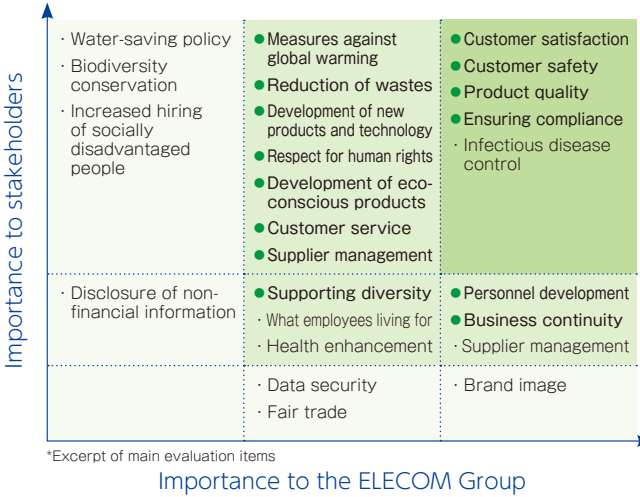 Importance to stakeholders
· Water-saving policy
· Biodiversity
conservation
· Increased hiring
of socially
disadvantaged
people
● Measures against
global warming
● Reduction of wastes
● Development of new
products and technology
● Respect for human rights
● Development of eco-
conscious products
● Customer service
● Supplier management
● Customer satisfaction
● Customer safety
● Product quality
● Ensuring compliance
· Infectious disease
control
· Disclosure of non-
financial information
● Supporting diversity
· What employees living for
· Health enhancement
● Personnel development
● Business continuity
· Supplier management
· Data security
· Fair trade
· Brand image
*Excerpt of main evaluation items
Importance to the ELECOM Group